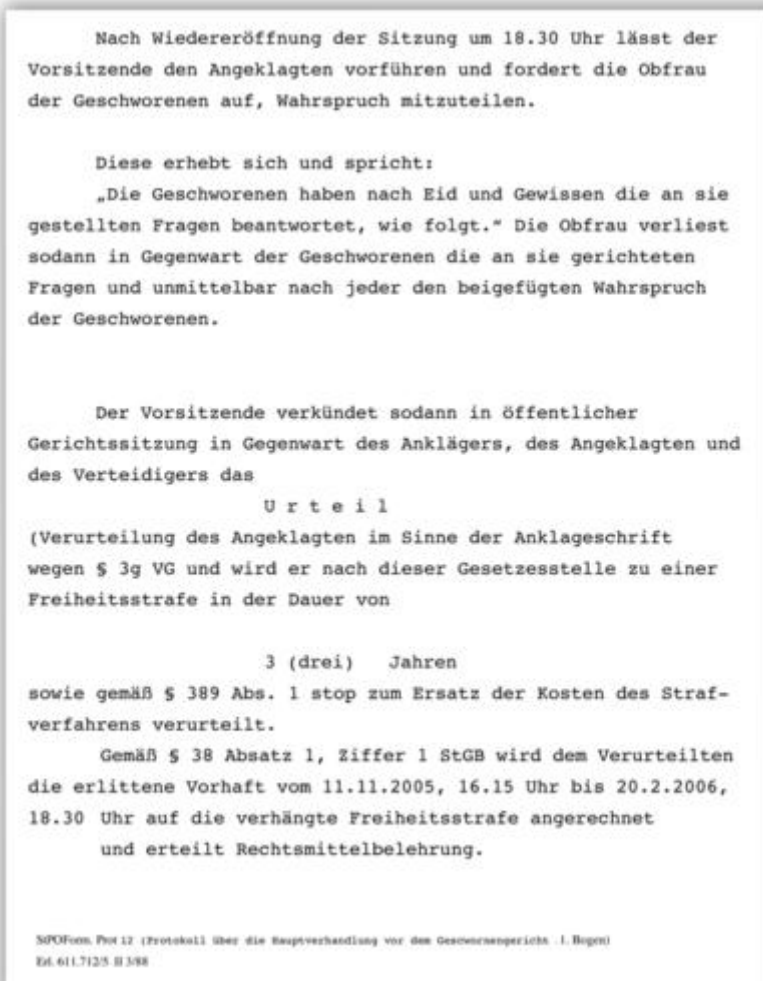 Nach Wiedereröffnung der Sitzung um 18.30 Uhr lässt der
Vorsitzende den Angeklagten vorführen und fordert die Obfrau
der Geschworenen auf, Wahrspruch mitzuteilen.
Diese erhebt sich und spricht:
„Die Geschworenen haben nach Eid und Gewissen die an sie
gestellten Fragen beantwortet, wie folgt." Die Obfrau verliest
sodann in Gegenwart der Geschworenen die an sie gerichteten
Fragen und unmittelbar nach jeder den beigefügten Wahrspruch
der Geschworenen.
Der Vorsitzende verkündet sodann in öffentlicher
Gerichtssitzung in Gegenwart des Anklägers, des Angeklagten und
des Verteidigers das
U r t e i l
(Verurteilung des Angeklagten im Sinne der Anklageschrift
wegen § 3g VG und wird er nach dieser Gesetzesstelle zu einer
Freiheitsstrafe in der Dauer von
3 (drei) Jahren
sowie gemäß § 389 Abs. 1 stop zum Ersatz der Kosten des Straf-
verfahrens verurteilt.
Gemäß § 38 Absatz 1, Ziffer 1 StGB wird dem Verurteilten
die erlittene Vorhaft vom 11.11.2005, 16.15 Uhr bis 20.2.2006,
18.30 Uhr auf die verhängte Freiheitsstrafe angerechnet
und erteilt Rechtsmittelbelehrung.
StPOForm. Prot 12 (Protokoll über die Hauptverhandlung vor dem . 1. Bogen)
Erl. 611.712/5 II 3/88